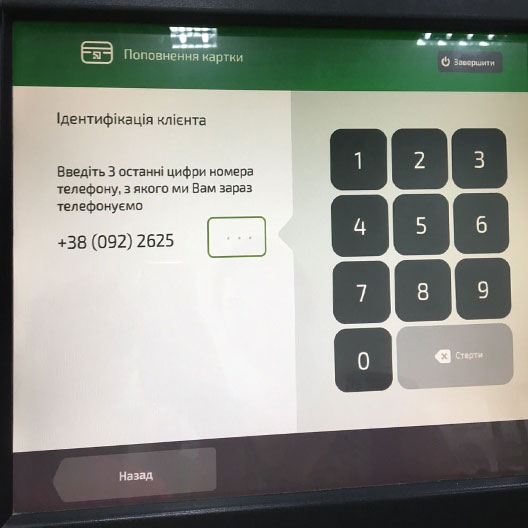 Поповнення картки
Завершити
Ідентифікація клієнта
Введіть 3 останні цифри номера
телефону, з якого ми Вам зараз
телефонуємо
+38 (092) 2625 ...
1 2 3
4 5 6
7 8 9
0 Стерти
Назад